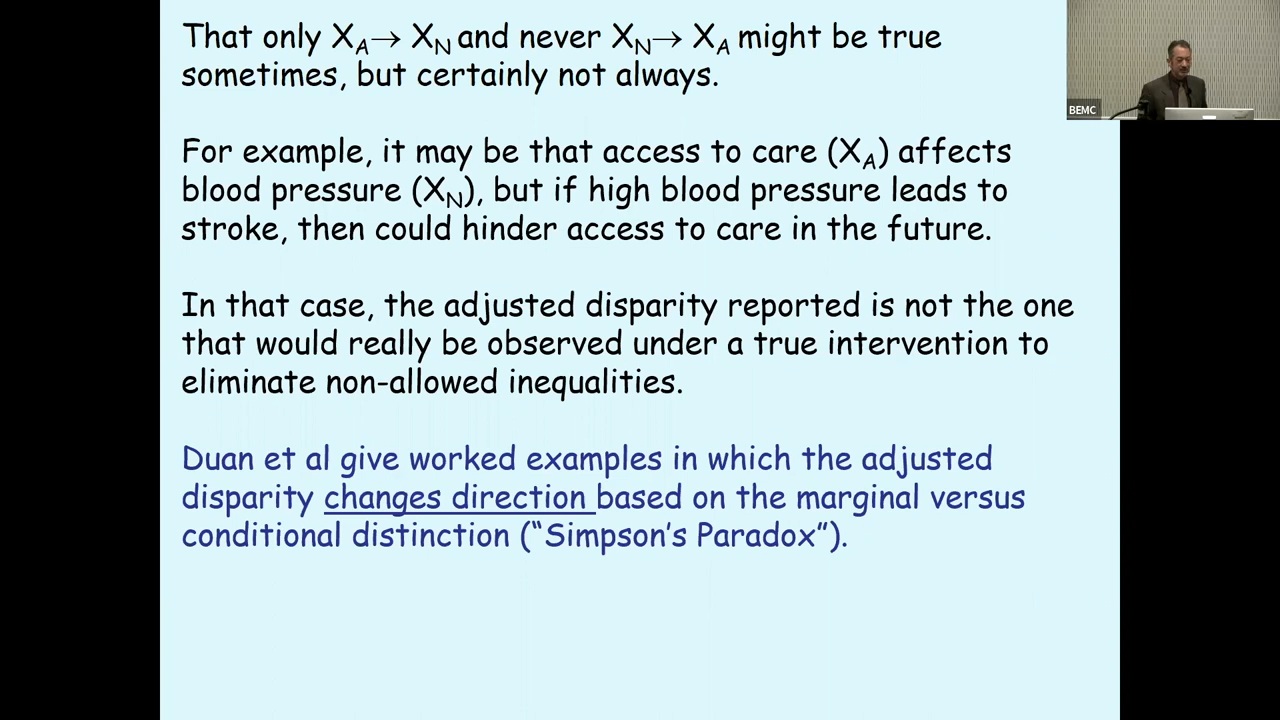 That only X_A→ X_N and never X_N→ X_A might be true
sometimes, but certainly not always.
For example, it may be that access to care (X_A) affects
blood pressure (X_N), but if high blood pressure leads to
stroke, then could hinder access to care in the future.
In that case, the adjusted disparity reported is not the one
that would really be observed under a true intervention to
eliminate non-allowed inequalities.
Duan et al give worked examples in which the adjusted
disparity changes direction based on the marginal versus
conditional distinction (“Simpson’s Paradox”).
BEMC